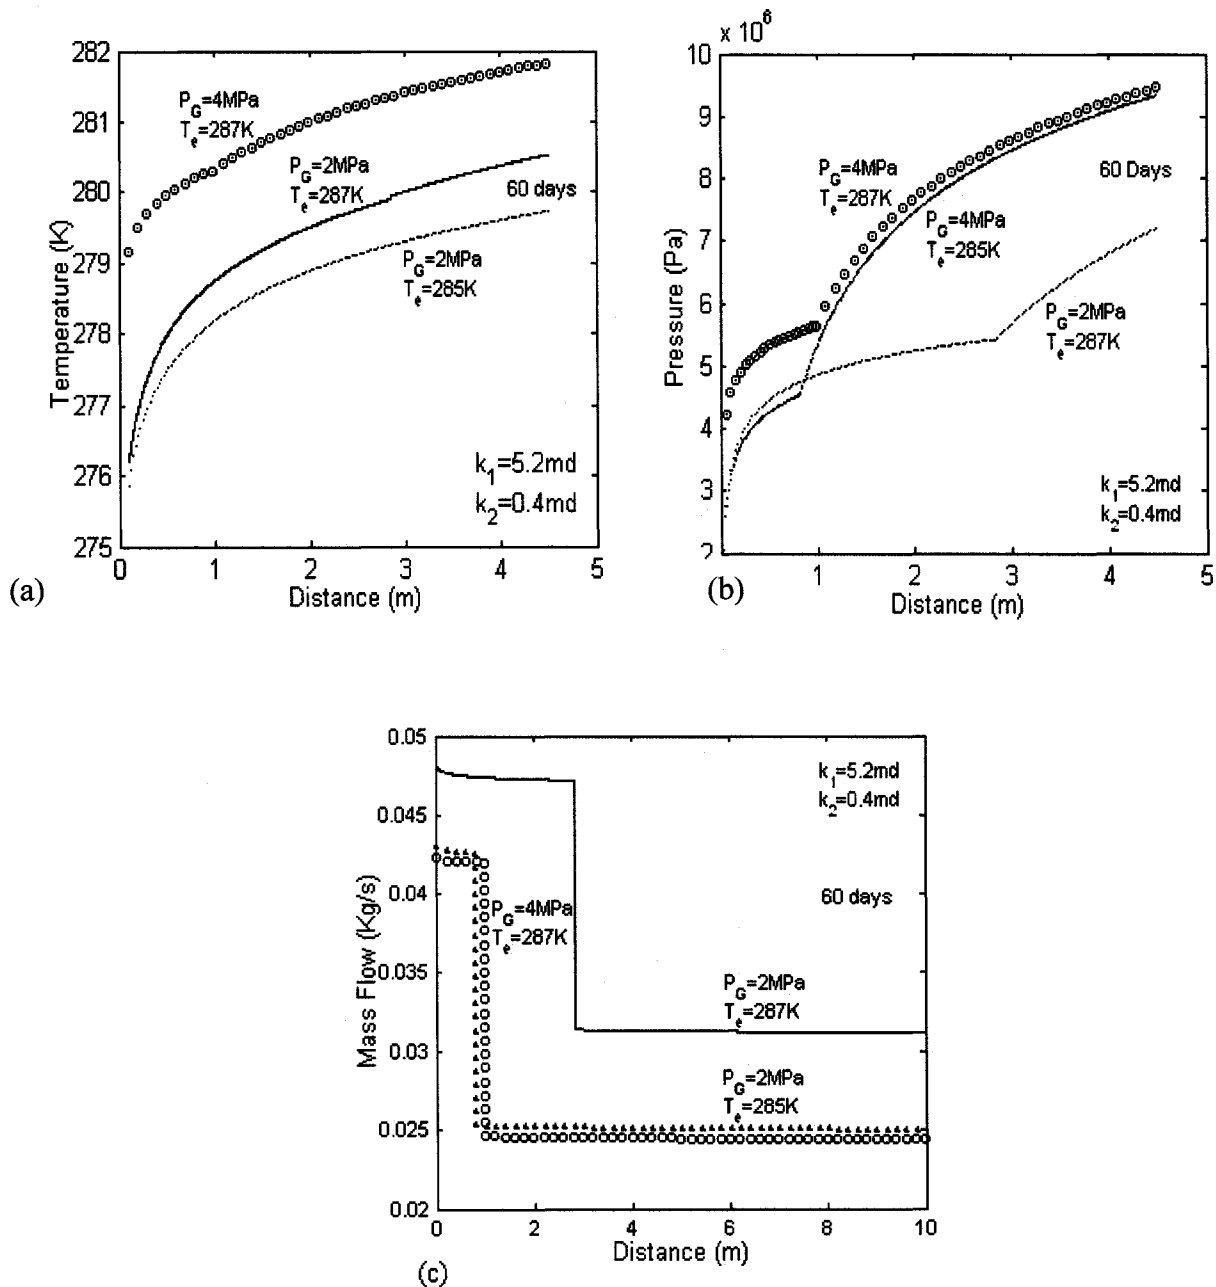 282
281
280
279
278
277
276
275
Temperature (K)
P_G=4MPa
T_e=287K
P_G=2MPa
T_e=287K
60 days
P_G=2MPa
T_e=285K
k_1=5.2md
k_2=0.4md
0 1 2 3 4 5
Distance (m)
(a)
x 10^6
10
9
8
7
6
5
4
3
2
Pressure (Pa)
P_G=4MPa
T_e=287K
P_G=4MPa
T_e=285K
60 Days
P_G=2MPa
T_e=287K
k_1=5.2md
k_2=0.4md
1 2 3 4 5
Distance (m)
(b)
0.05
0.045
0.04
0.035
0.03
0.025
0.02
Mass Flow (Kg/s)
k_1=5.2md
k_2=0.4md
60 days
P_G=4MPa
T_e=287K
P_G=2MPa
T_e=287K
P_G=2MPa
T_e=285K
0 2 4 6 8 10
Distance (m)
(c)